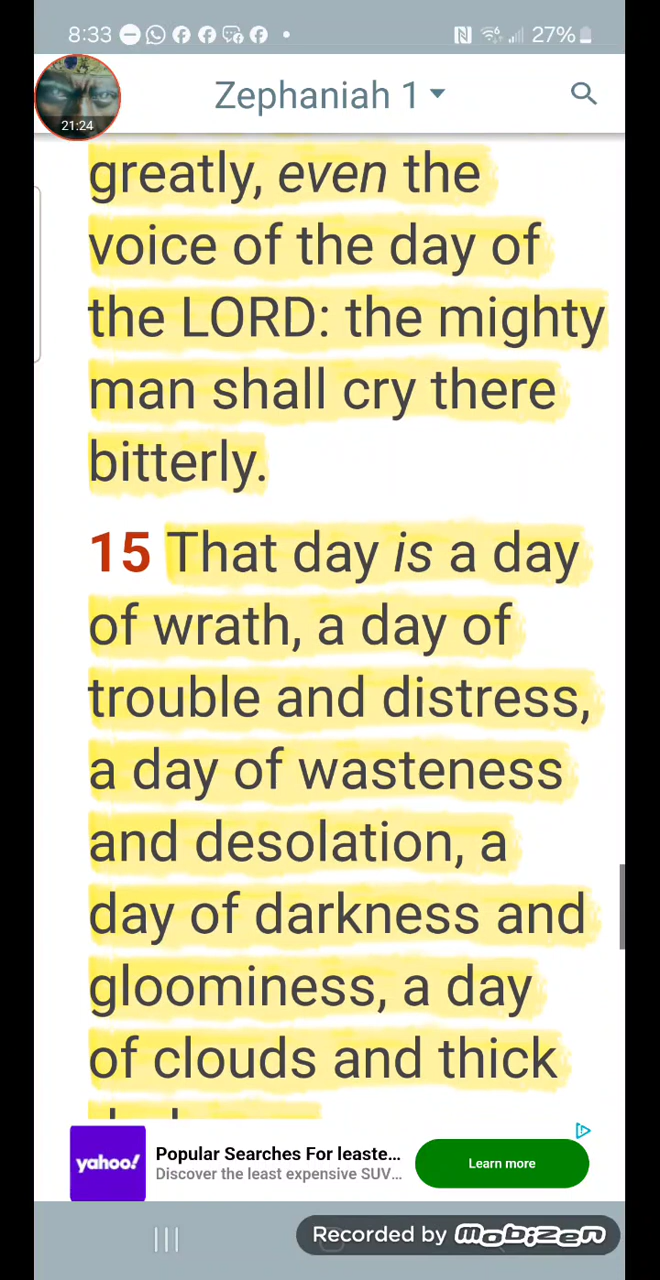 8:33
27%
21:24
Zephaniah 1
greatly, even the
voice of the day of
the LORD: the mighty
man shall cry there
bitterly.
15 That day is a day
of wrath, a day of
trouble and distress,
a day of wasteness
and desolation, a
day of darkness and
gloominess, a day
of clouds and thick
yahoo!
Popular Searches For leaste...
Discover the least expensive SUV...
Learn more
Recorded by mobizen